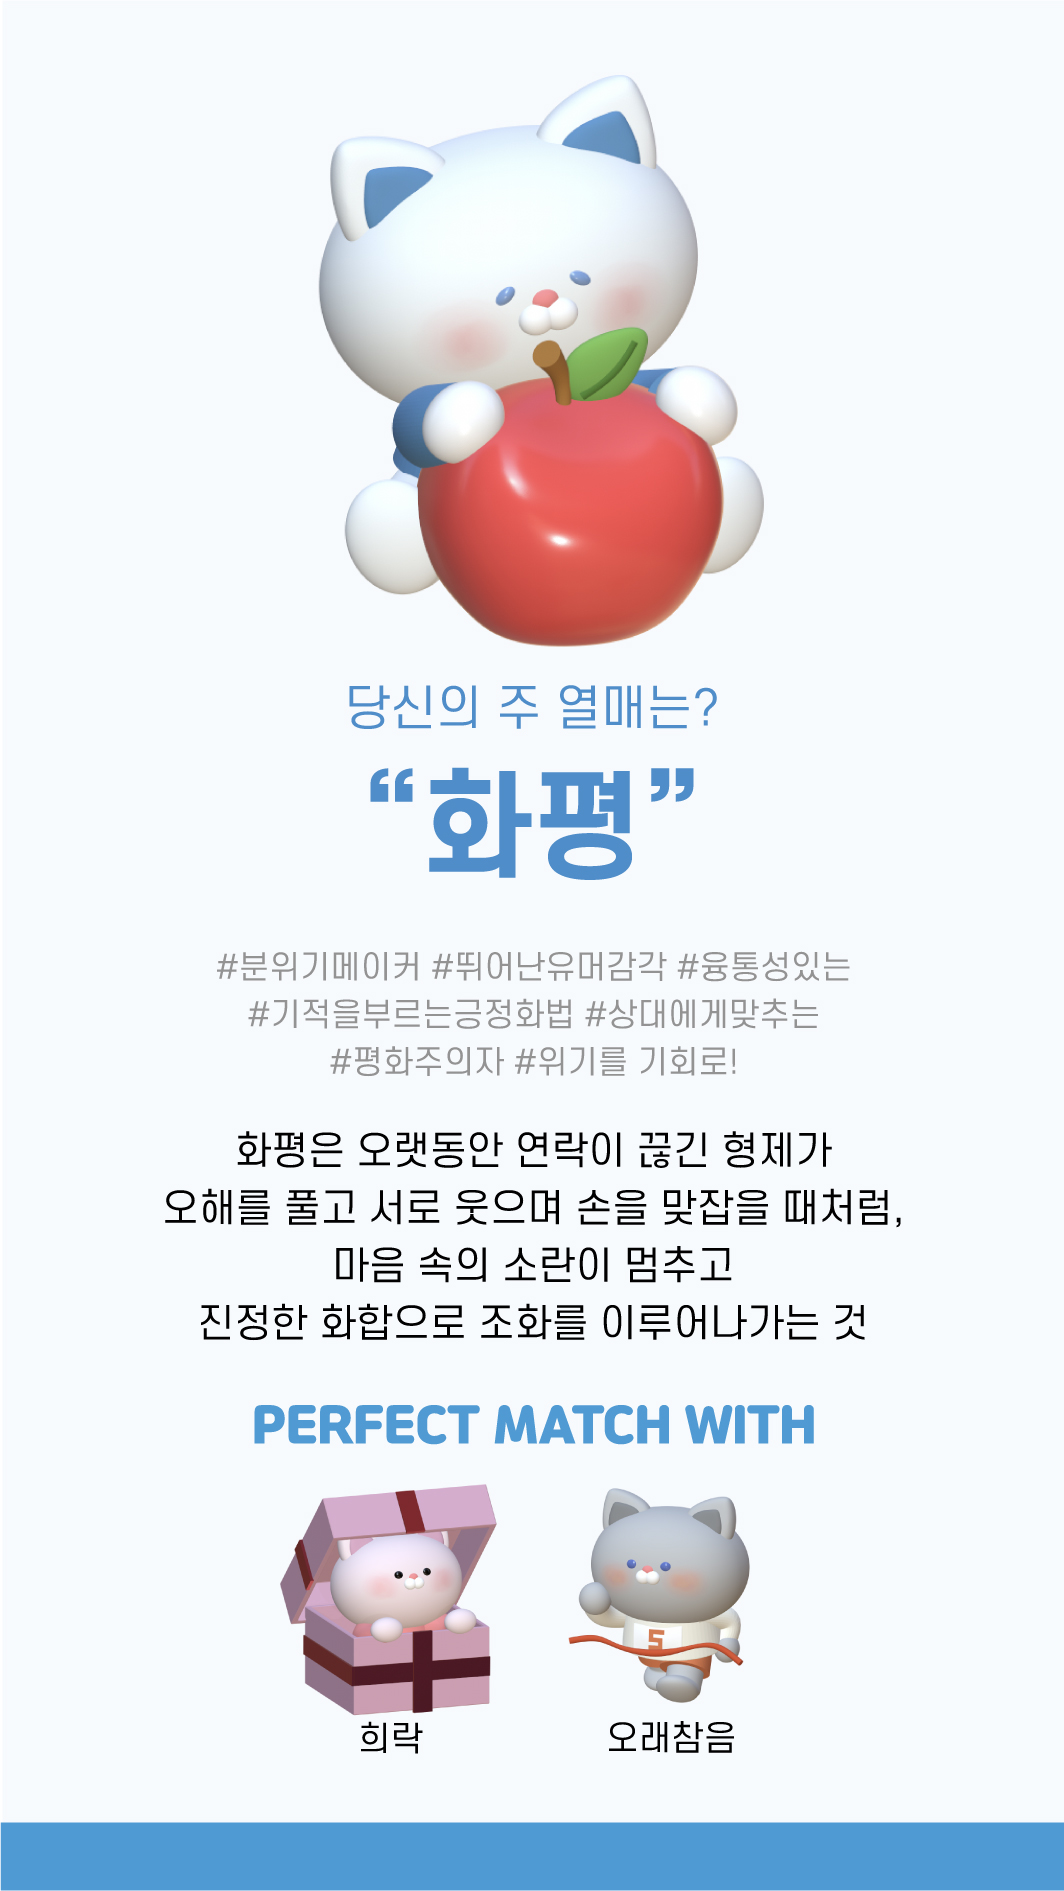 당신의 주 열매는?
“화평”
#분위기메이커 #뛰어난유머감각 #융통성있는
#기적을부르는긍정화법 #상대에게맞추는
#평화주의자 #위기를 기회로!
화평은 오랫동안 연락이 끊긴 형제가
오해를 풀고 서로 웃으며 손을 맞잡을 때처럼,
마음 속의 소란이 멈추고
진정한 화합으로 조화를 이루어나가는 것
PERFECT MATCH WITH
5
희락 오래참음